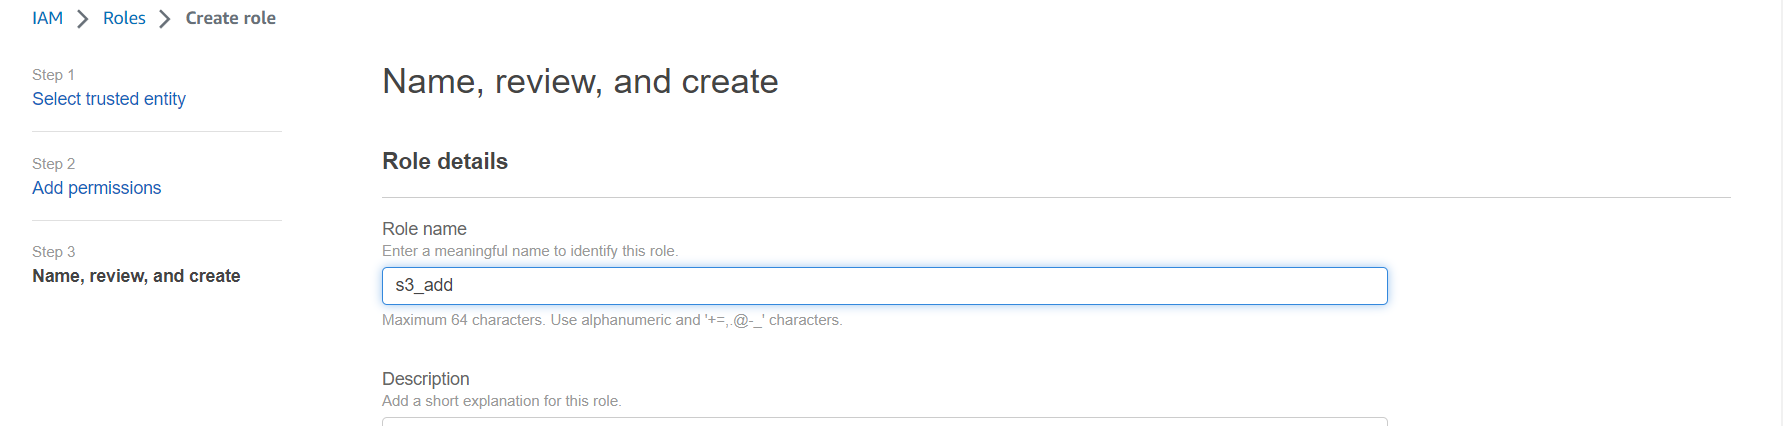 IAM > Roles > Create role
Step 1
Select trusted entity
Step 2
Add permissions
Step 3
Name, review, and create
Name, review, and create
Role details
Role name
Enter a meaningful name to identify this role.
s3_add
Maximum 64 characters. Use alphanumeric and '+=,.@-_' characters.
Description
Add a short explanation for this role.